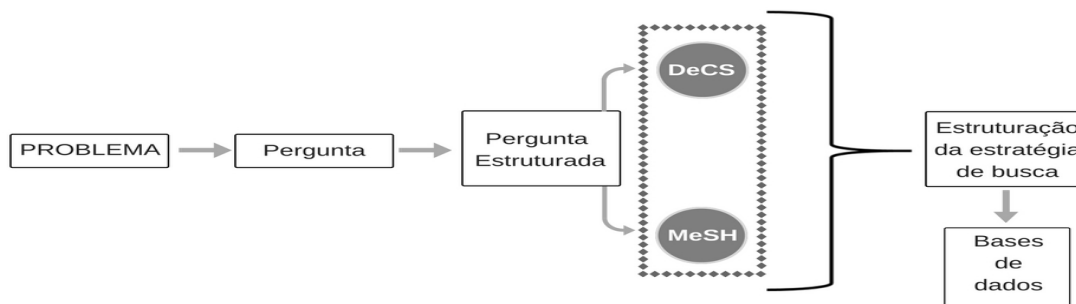 PROBLEMA
Pergunta
Pergunta
Estruturada
DeCS
MeSH
Estruturação
da estratégia
de busca
Bases
de
dados